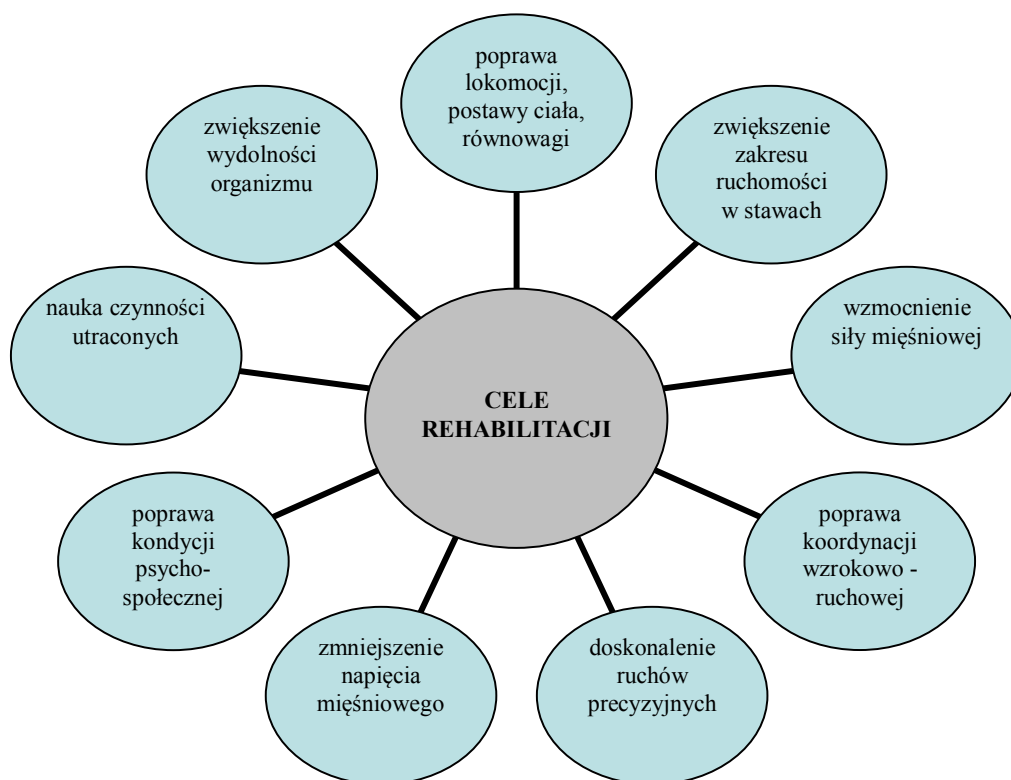 poprawa
lokomocji,
postawy ciała,
równowagi
zwiększenie
zakresu
ruchomości
w stawach
wzmocnienie
siły mięśniowej
poprawa
koordynacji
wzrokowo -
ruchowej
doskonalenie
ruchów
precyzyjnych
zmniejszenie
napięcia
mięśniowego
poprawa
kondycji
psycho-
społecznej
nauka czynności
utraconych
zwiększenie
wydolności
organizmu
CELE
REHABILITACJI